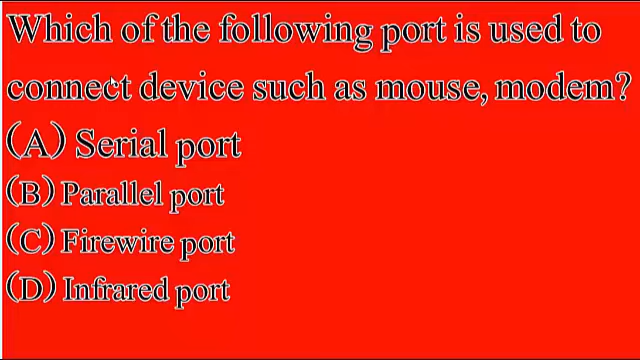 Which of the following port is used to
connect device such as mouse, modem?
(A) Serial port
(B) Parallel port
(C) Firewire port
(D) Infrared port